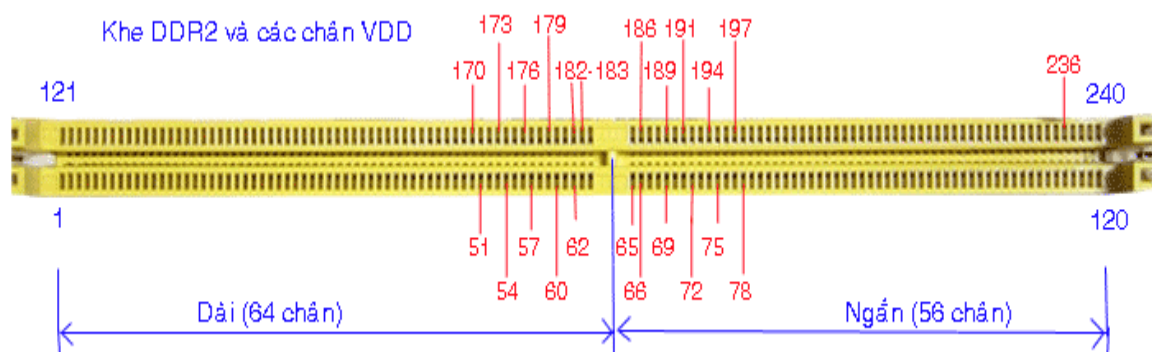 Khe DDR2 và các chân VDD
173 179 186 191 197
170 176 182-183 189 194 236
121 240
1 120
51 57 62 65 69 75
54 60 66 72 78
Dài (64 chân) Ngắn (56 chân)